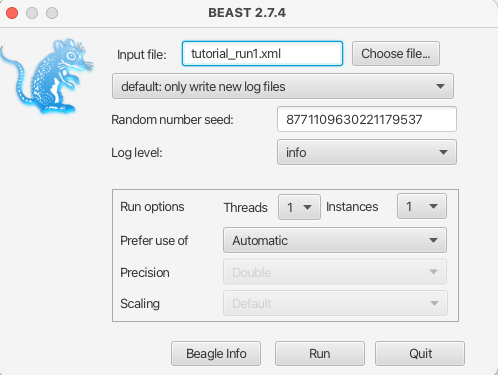 BEAST 2.7.4
Input file: tutorial_run1.xml Choose file...
default: only write new log files
Random number seed: 8771109630221179537
Log level: info
Run options Threads 1 Instances 1
Prefer use of Automatic
Precision Double
Scaling Default
Beagle Info Run Quit